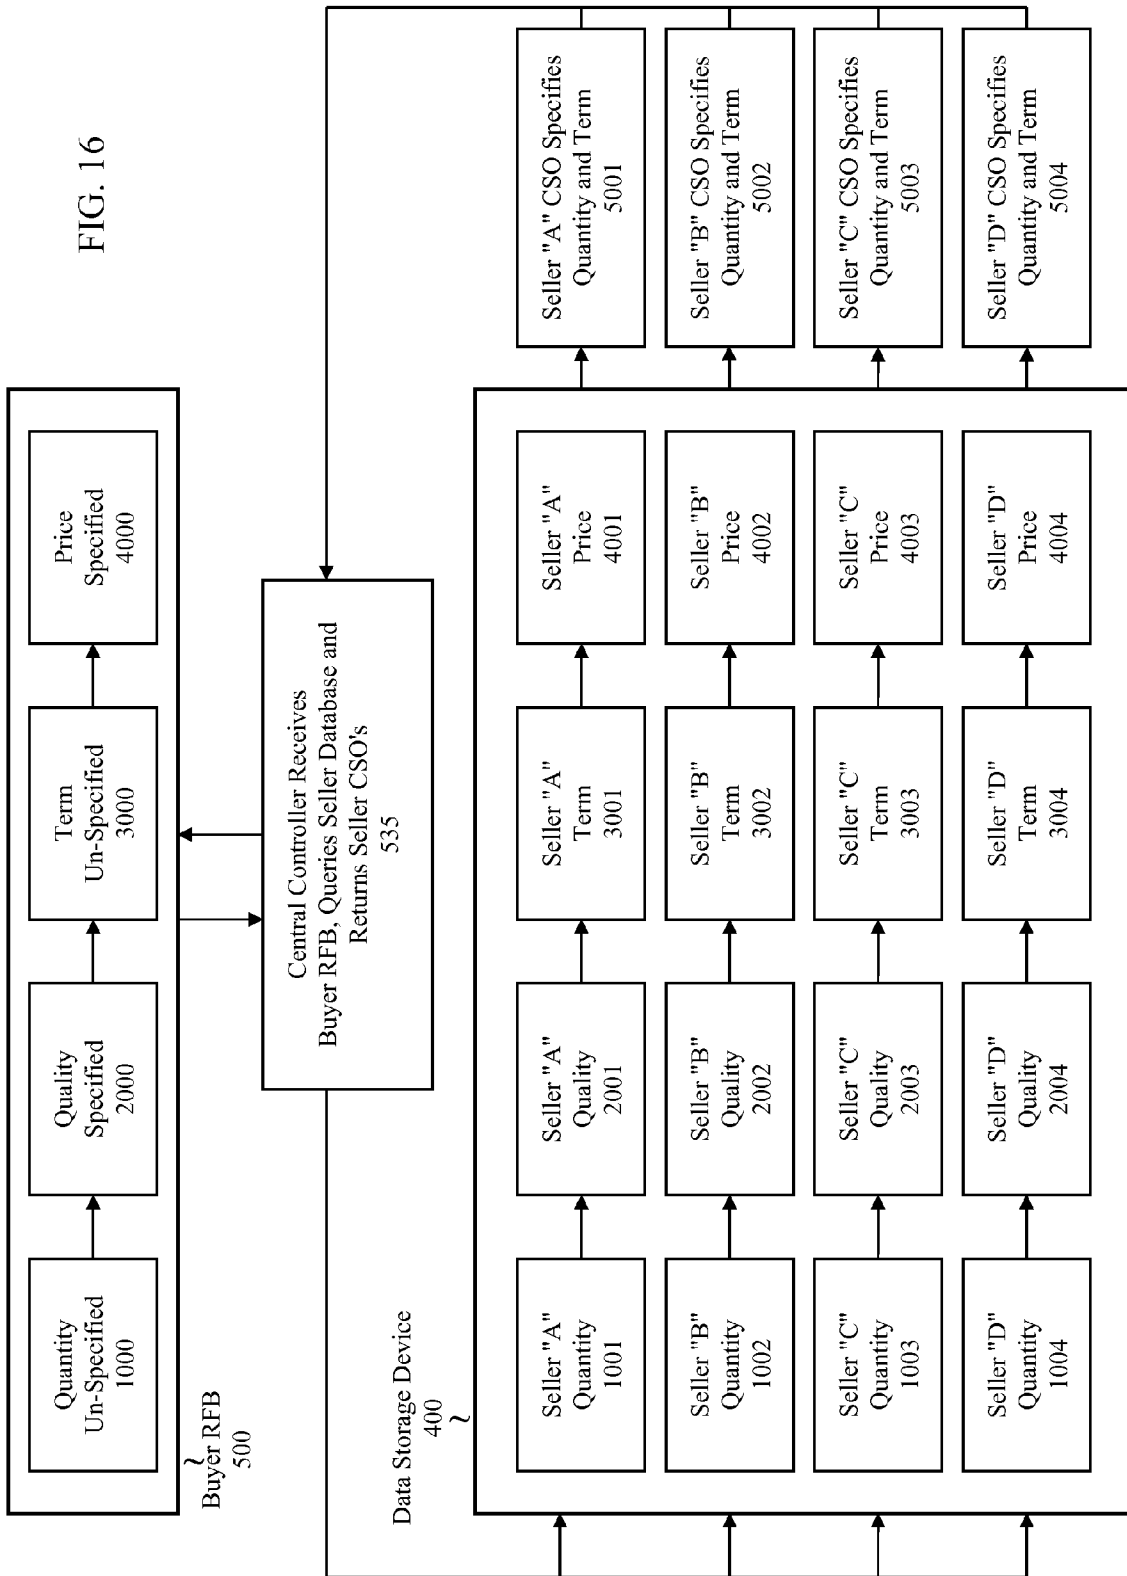 FIG. 16
Quantity
Un-Specified
1000
Quality
Specified
2000
Term
Un-Specified
3000
Price
Specified
4000
~
Buyer RFB
500
Central Controller Receives
Buyer RFB, Queries Seller Database and
Returns Seller CSO's
535
Data Storage Device
400
~
Seller "A"
Quantity
1001
Seller "A"
Quality
2001
Seller "A"
Term
3001
Seller "A"
Price
4001
Seller "A" CSO Specifies
Quantity and Term
5001
Seller "B"
Quantity
1002
Seller "B"
Quality
2002
Seller "B"
Term
3002
Seller "B"
Price
4002
Seller "B" CSO Specifies
Quantity and Term
5002
Seller "C"
Quantity
1003
Seller "C"
Quality
2003
Seller "C"
Term
3003
Seller "C"
Price
4003
Seller "C" CSO Specifies
Quantity and Term
5003
Seller "D"
Quantity
1004
Seller "D"
Quality
2004
Seller "D"
Term
3004
Seller "D"
Price
4004
Seller "D" CSO Specifies
Quantity and Term
5004